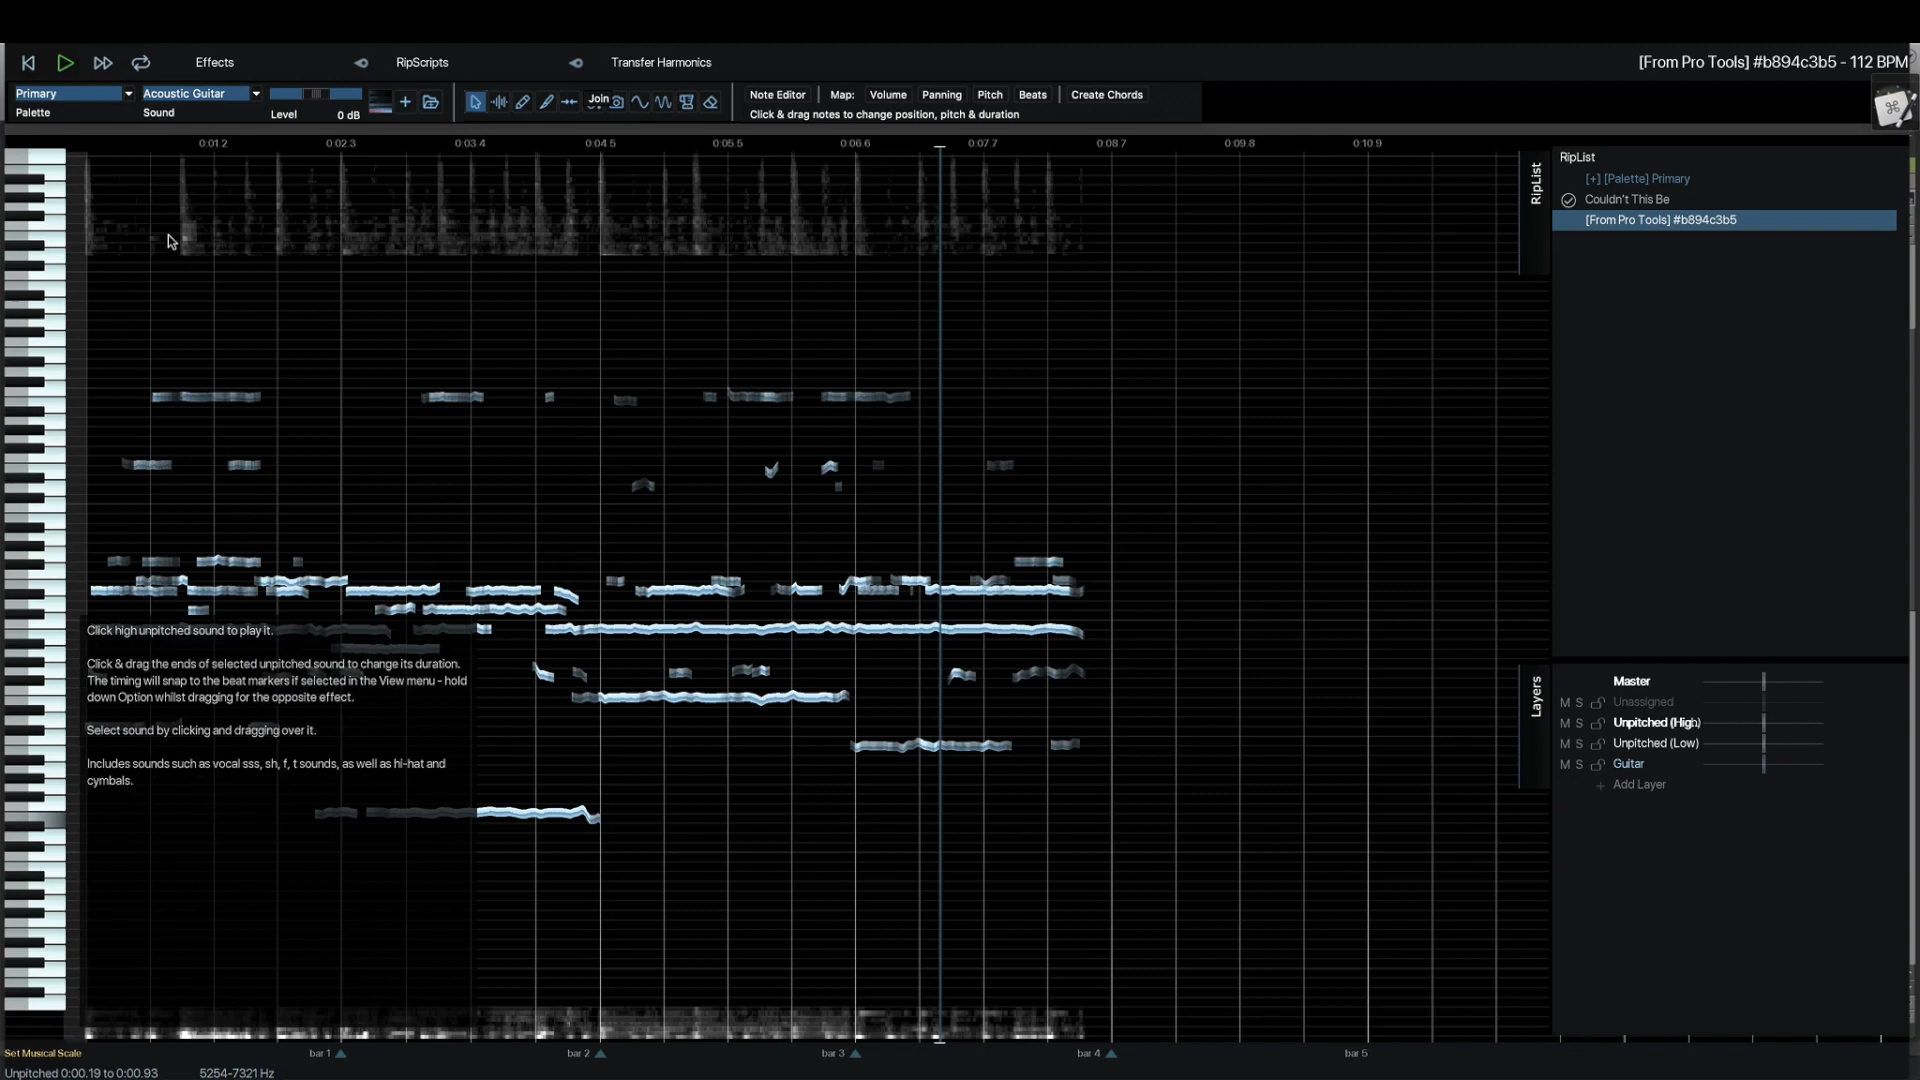 Effects
RipScripts
Transfer Harmonics
[From Pro Tools] #b894c3b5 - 112 BPM
Primary
Palette
Acoustic Guitar
Sound
Level
0 dB
Join
Note Editor
Map:
Volume
Panning
Pitch
Beats
Create Chords
Click & drag notes to change position, pitch & duration
0:01.2
0:02.3
0:03.4
0:04.5
0:05.5
0:06.6
0:07.7
0:08.7
0:09.8
0:10.9
RipList
RipList
[+] [Palette] Primary
Couldn't This Be
[From Pro Tools] #b894c3b5
Click high unpitched sound to play it.
Click & drag the ends of selected unpitched sound to change its duration.
The timing will snap to the beat markers if selected in the View menu - hold
down Option whilst dragging for the opposite effect.
Select sound by clicking and dragging over it.
Includes sounds such as vocal sss, sh, f, t sounds, as well as hi-hat and
cymbals.
Layers
Master
M S Unassigned
M S Unpitched (High)
M S Unpitched (Low)
M S Guitar
+ Add Layer
Set Musical Scale
bar 1
bar 2
bar 3
bar 4
bar 5
Unpitched 0:00.19 to 0:00.93
5254-7321 Hz